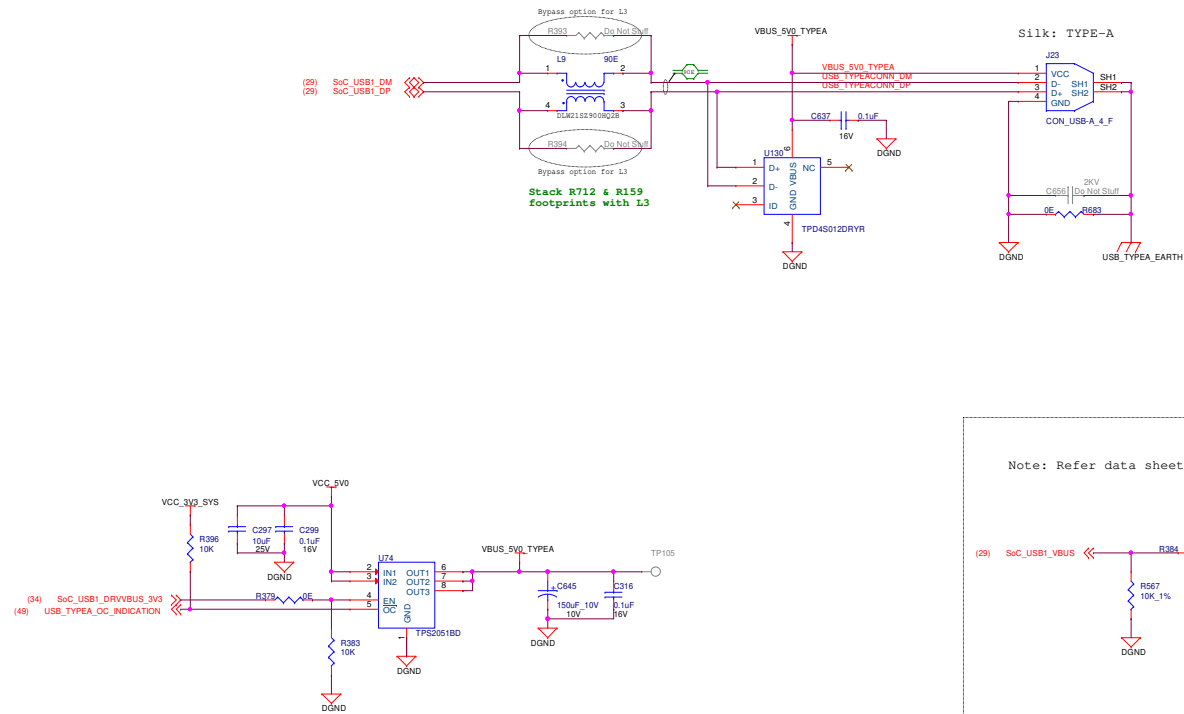 Bypass option for L3
R393
Do Not Stuff
VBUS_5V0_TYPEA
Silk: TYPE-A
J23
L9
90E
1
2
90E
VBUS_5V0_TYPEA
1
VCC
SH1
(29)
SoC_USB1_DM
USB_TYPEACONN_DM
2
D-
SH1
(29)
SoC_USB1_DP
USB_TYPEACONN_DP
3
D+
SH2
SH2
4
GND
4
3
DLW21SZ900HQ2B
C637
0.1uF
16V
CON_USB-A_4_F
DGND
R394
Do Not Stuff
Bypass option for L3
U130
6
1
D+
VBUS
NC
5
2
D-
3
ID
GND
4
TPD4S012DRYR
DGND
Stack R712 & R159
footprints with L3
2KV
C656
Do Not Stuff
0E
R683
DGND
USB_TYPEA_EARTH
VCC_5V0
VCC_3V3_SYS
R396
10K
C297
10uF
25V
C299
0.1uF
16V
DGND
U74
2
IN1
OUT1
6
3
IN2
OUT2
7
OUT3
8
4
EN
5
OC
GND
1
TPS2051BD
DGND
(34)
SoC_USB1_DRVVBUS_3V3
R379
0E
(49)
USB_TYPEA_OC_INDICATION
R383
10K
DGND
VBUS_5V0_TYPEA
TP105
C645
150uF_10V
10V
C316
0.1uF
16V
DGND
Note: Refer data sheet
(29)
SoC_USB1_VBUS
R384
R567
10K_1%
DGND